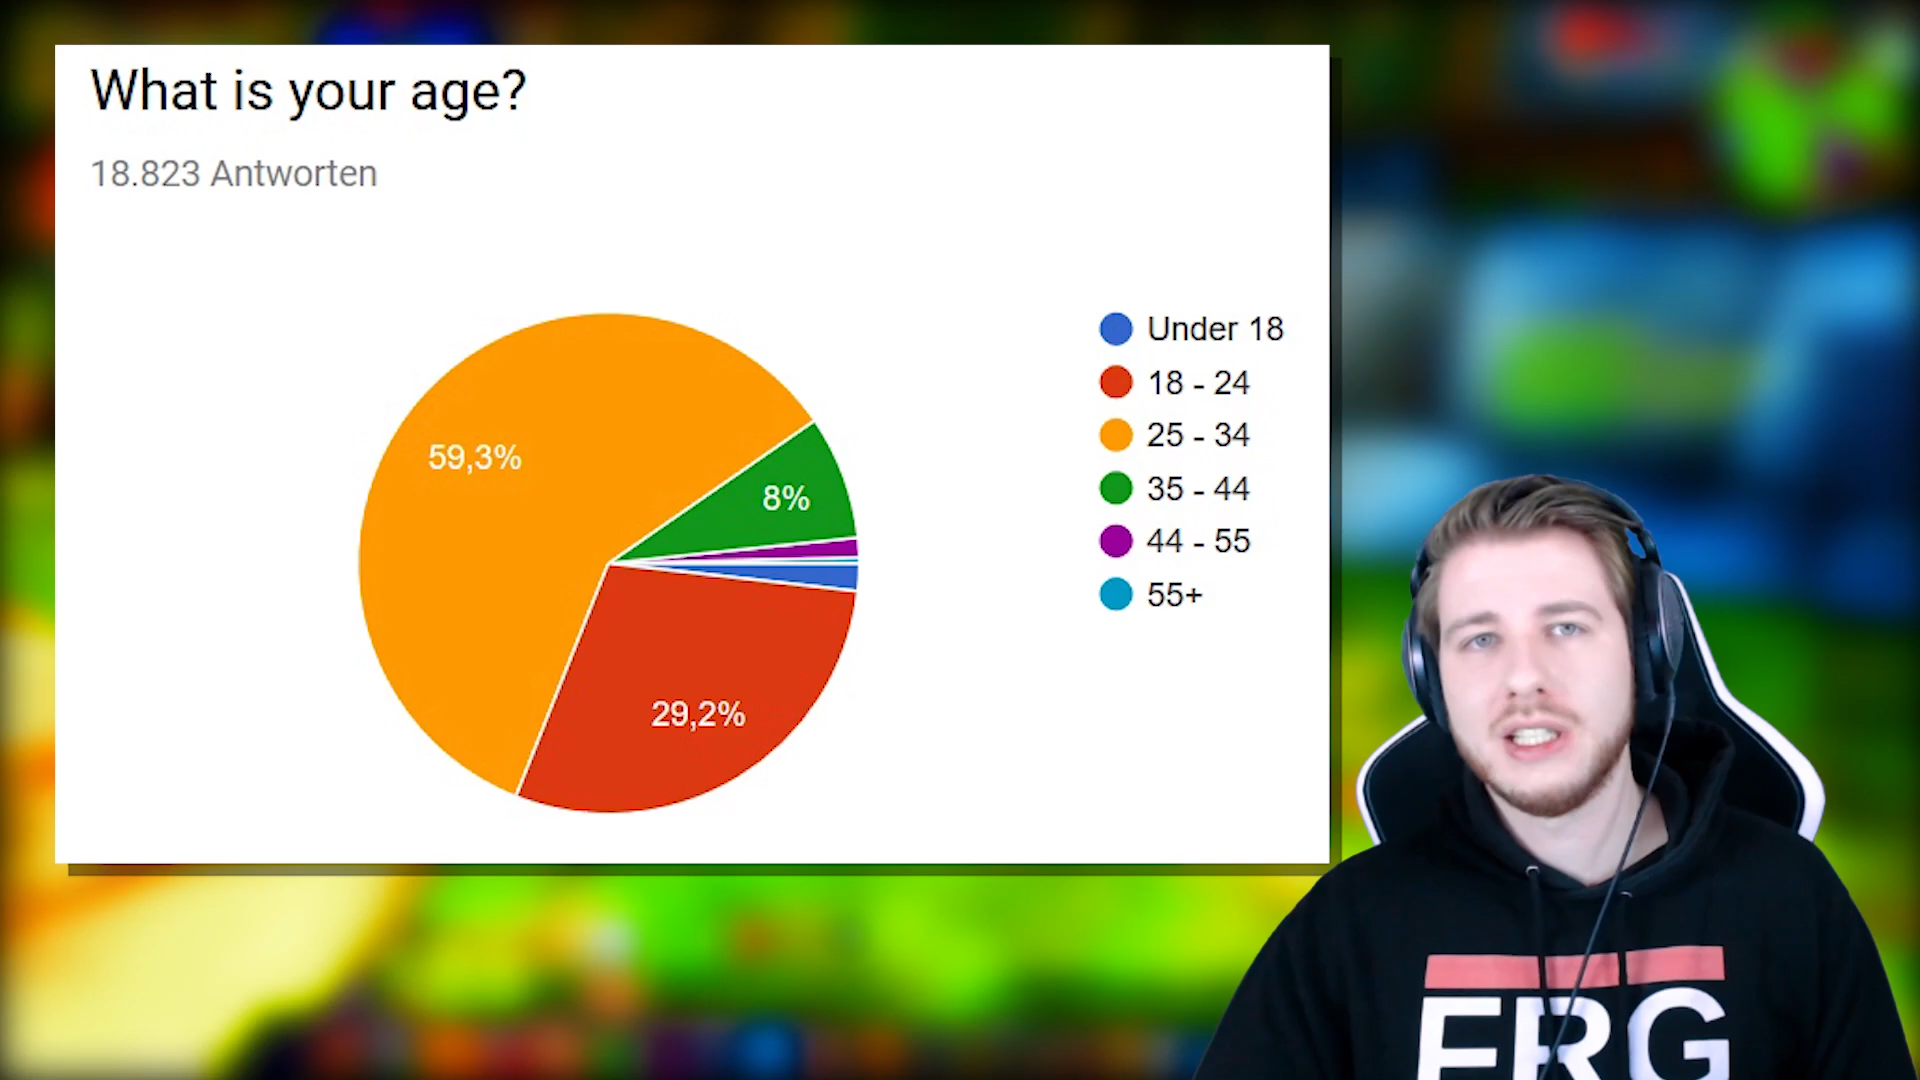 What is your age?
18.823 Antworten
Under 18
18 - 24
25 - 34
35 - 44
44 - 55
55+
59,3%
8%
29,2%
FRG